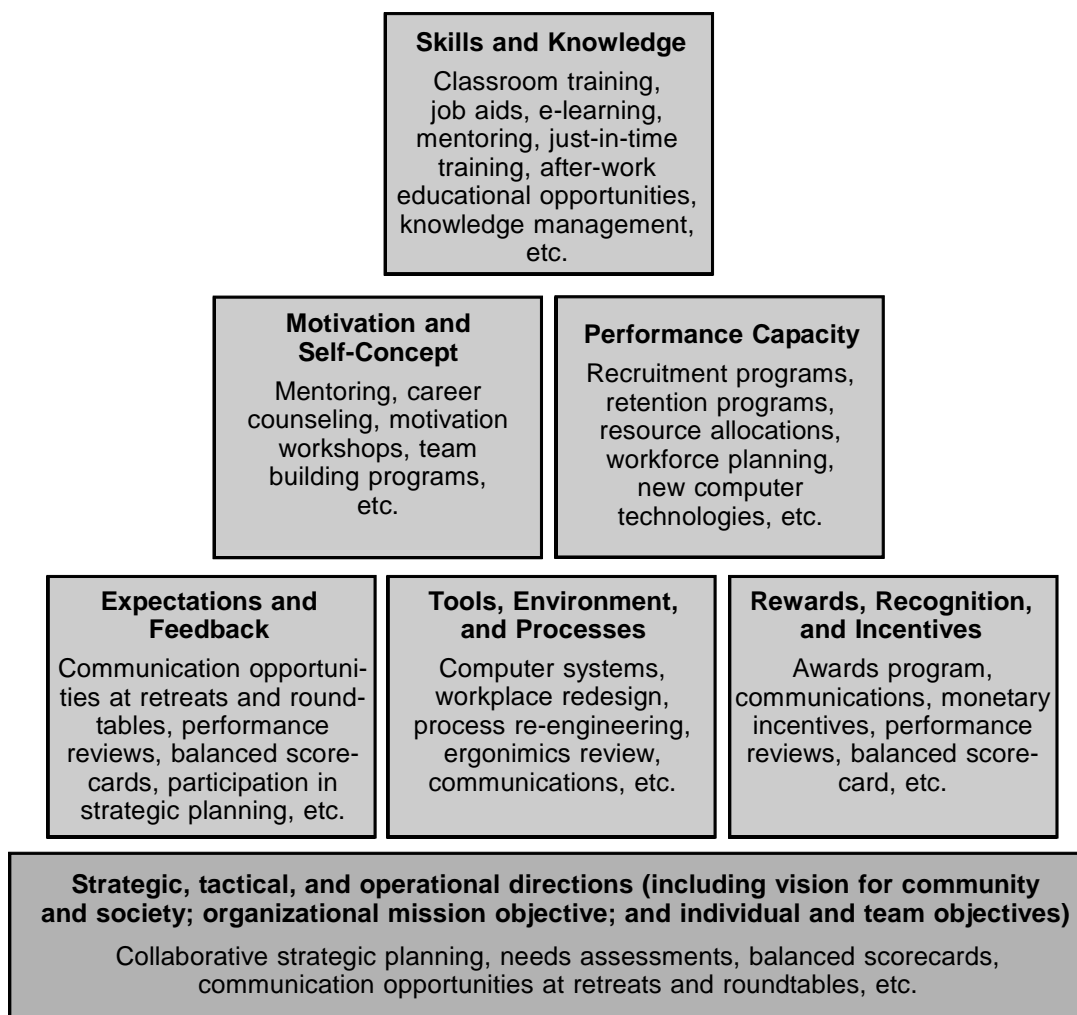 Skills and Knowledge
Classroom training,
job aids, e-learning,
mentoring, just-in-time
training, after-work
educational opportunities,
knowledge management,
etc.
Motivation and
Self-Concept
Mentoring, career
counseling, motivation
workshops, team
building programs,
etc.
Performance Capacity
Recruitment programs,
retention programs,
resource allocations,
workforce planning,
new computer
technologies, etc.
Expectations and
Feedback
Communication opportuni-
ties at retreats and round-
tables, performance
reviews, balanced score-
cards, participation in
strategic planning, etc.
Tools, Environment,
and Processes
Computer systems,
workplace redesign,
process re-engineering,
ergonimics review,
communications, etc.
Rewards, Recognition,
and Incentives
Awards program,
communications, monetary
incentives, performance
reviews, balanced score-
card, etc.
Strategic, tactical, and operational directions (including vision for community
and society; organizational mission objective; and individual and team objectives)
Collaborative strategic planning, needs assessments, balanced scorecards,
communication opportunities at retreats and roundtables, etc.